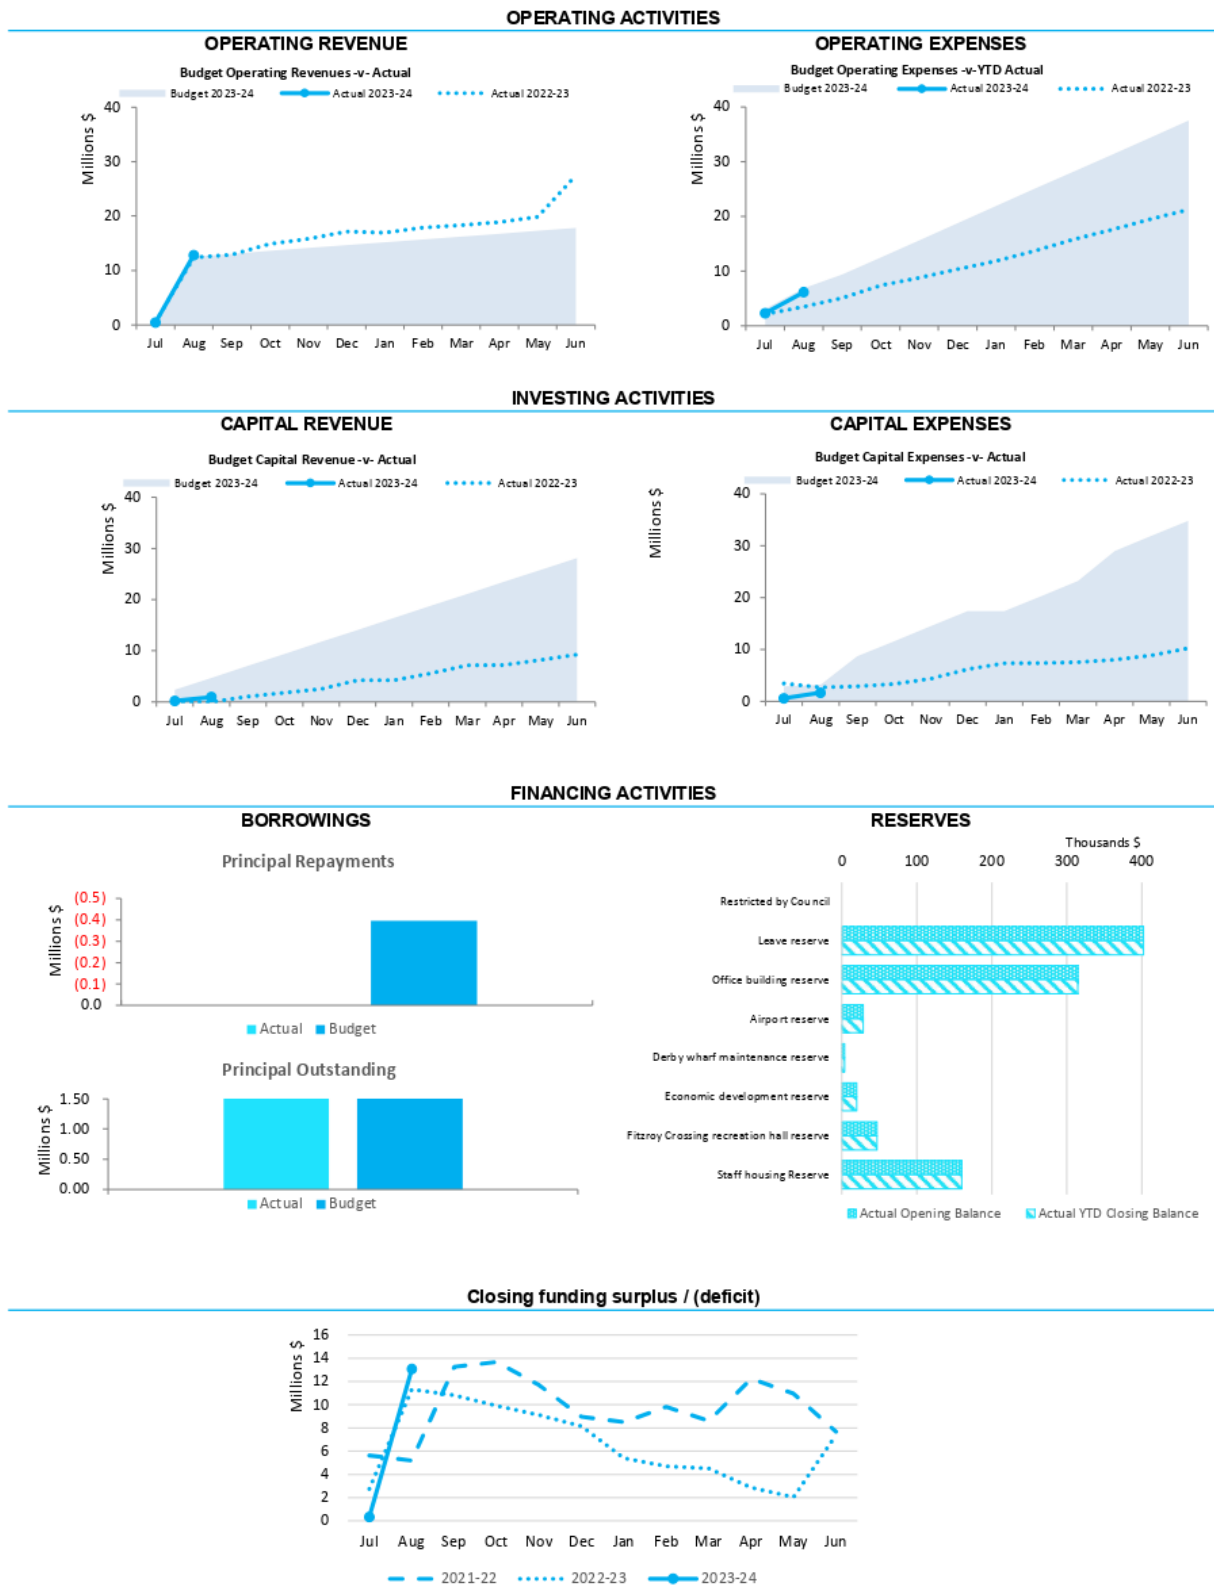 OPERATING ACTIVITIES
OPERATING REVENUE
Budget Operating Revenues -v- Actual
Budget 2023-24 Actual 2023-24 Actual 2022-23
Millions $
40
30
20
10
0
Jul Aug Sep Oct Nov Dec Jan Feb Mar Apr May Jun
OPERATING EXPENSES
Budget Operating Expenses -v-YTD Actual
Budget 2023-24 Actual 2023-24 Actual 2022-23
Millions $
40
30
20
10
0
Jul Aug Sep Oct Nov Dec Jan Feb Mar Apr May Jun
INVESTING ACTIVITIES
CAPITAL REVENUE
Budget Capital Revenue -v- Actual
Budget 2023-24 Actual 2023-24 Actual 2022-23
Millions $
40
30
20
10
0
Jul Aug Sep Oct Nov Dec Jan Feb Mar Apr May Jun
CAPITAL EXPENSES
Budget Capital Expenses -v- Actual
Budget 2023-24 Actual 2023-24 Actual 2022-23
Millions $
40
30
20
10
0
Jul Aug Sep Oct Nov Dec Jan Feb Mar Apr May Jun
FINANCING ACTIVITIES
BORROWINGS
Principal Repayments
Millions $
(0.5)
(0.4)
(0.3)
(0.2)
(0.1)
0.0
Actual Budget
Principal Outstanding
Millions $
1.50
1.00
0.50
0.00
Actual Budget
RESERVES
Thousands $
0 100 200 300 400
Restricted by Council
Leave reserve
Office building reserve
Airport reserve
Derby wharf maintenance reserve
Economic development reserve
Fitzroy Crossing recreation hall reserve
Staff housing Reserve
Actual Opening Balance Actual YTD Closing Balance
Closing funding surplus / (deficit)
Millions $
16
14
12
10
8
6
4
2
0
Jul Aug Sep Oct Nov Dec Jan Feb Mar Apr May Jun
2021-22 2022-23 2023-24